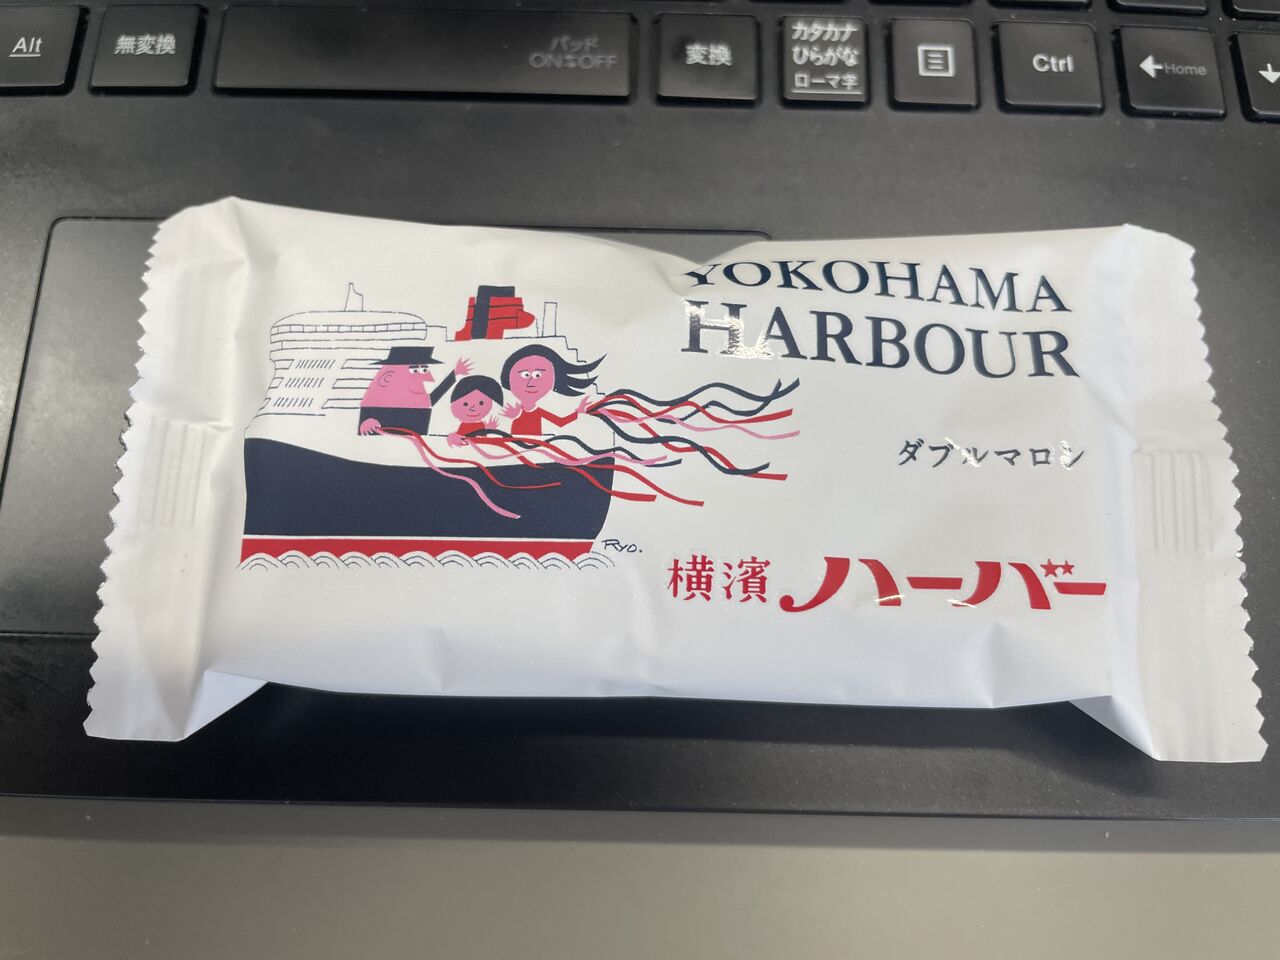 Alt
無変換
パッド
ON⇆OFF
変換
カタカナ
ひらがな
ローマ字
Ctrl
←Home
YOKOHAMA
HARBOUR
ダブルマロン
Ryo.
横濱ハーバー